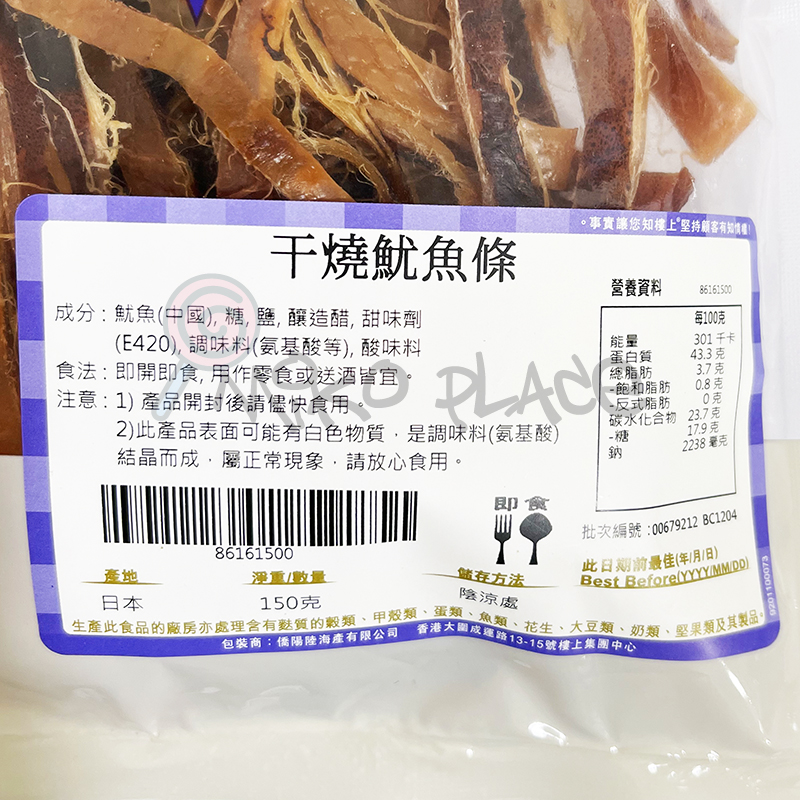 。事實讓您知樓上®堅持顧客有知情權!
干燒魷魚條
成分 : 魷魚(中國), 糖, 鹽, 釀造醋, 甜味劑
(E420), 調味料(氨基酸等), 酸味料
食法 : 即開即食, 用作零食或送酒皆宜。
注意 : 1) 產品開封後請儘快食用。
2)此產品表面可能有白色物質，是調味料(氨基酸)
結晶而成，屬正常現象，請放心食用。
營養資料 86161500
每100克
能量 301 千卡
蛋白質 43.3 克
總脂肪 3.7 克
-飽和脂肪 0.8 克
-反式脂肪 0 克
碳水化合物 23.7 克
-糖 17.9 克
鈉 2238 毫克
MIRO PLACE
86161500
即食
批次編號 :00679212 BC1204
此日期前最佳(年/月/日)
Best Before(YYYY/MM/DD)
9201100073
產地 淨重/數量 儲存方法
日本 150克 陰涼處
生產此食品的廠房亦處理含有麩質的穀類、甲殼類、蛋類、魚類、花生、大豆類、奶類、堅果類及其製品。
包裝商：僑陽陸海產有限公司 香港大圍成運路13-15號樓上集團中心